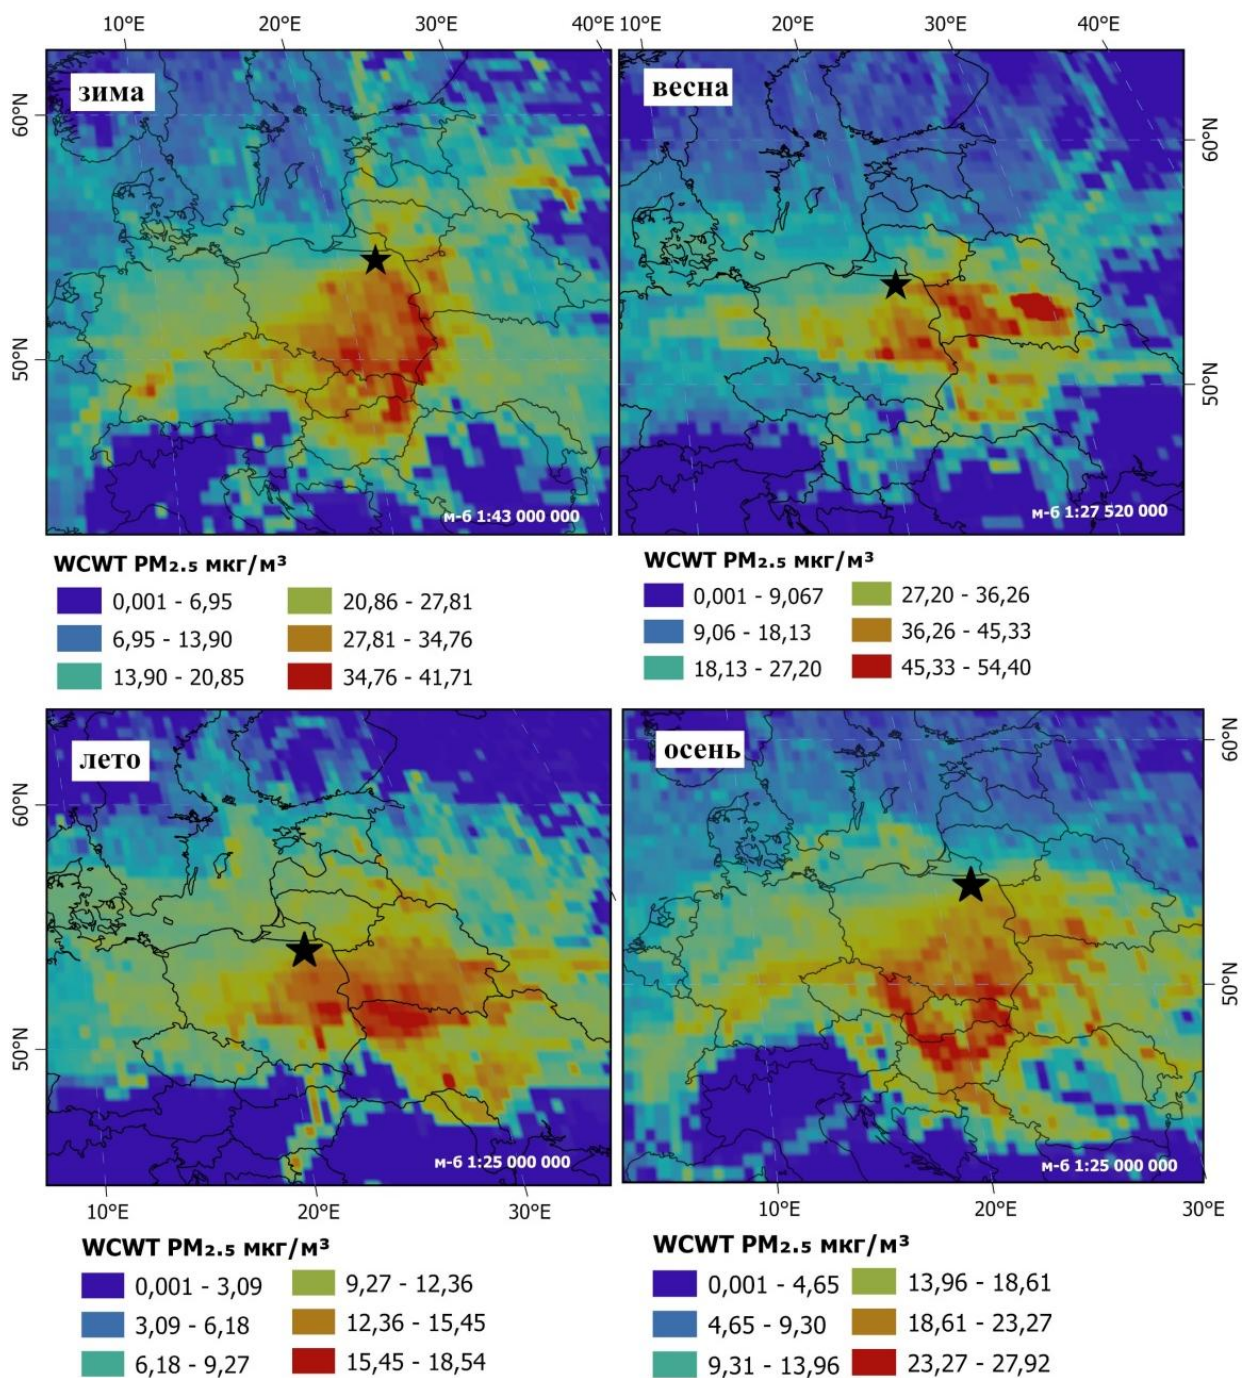 10°E 20°E 30°E 40°E 10°E 20°E 30°E 40°E
зима весна
60°N 60°N
50°N 50°N
м-б 1:43 000 000 м-б 1:27 520 000
WCWT PM₂.₅ мкг/м³
0,001 - 6,95 20,86 - 27,81
6,95 - 13,90 27,81 - 34,76
13,90 - 20,85 34,76 - 41,71
WCWT PM₂.₅ мкг/м³
0,001 - 9,067 27,20 - 36,26
9,06 - 18,13 36,26 - 45,33
18,13 - 27,20 45,33 - 54,40
лето осень
60°N 60°N
50°N 50°N
м-б 1:25 000 000 м-б 1:25 000 000
10°E 20°E 30°E 10°E 20°E 30°E
WCWT PM₂.₅ мкг/м³
0,001 - 3,09 9,27 - 12,36
3,09 - 6,18 12,36 - 15,45
6,18 - 9,27 15,45 - 18,54
WCWT PM₂.₅ мкг/м³
0,001 - 4,65 13,96 - 18,61
4,65 - 9,30 18,61 - 23,27
9,31 - 13,96 23,27 - 27,92